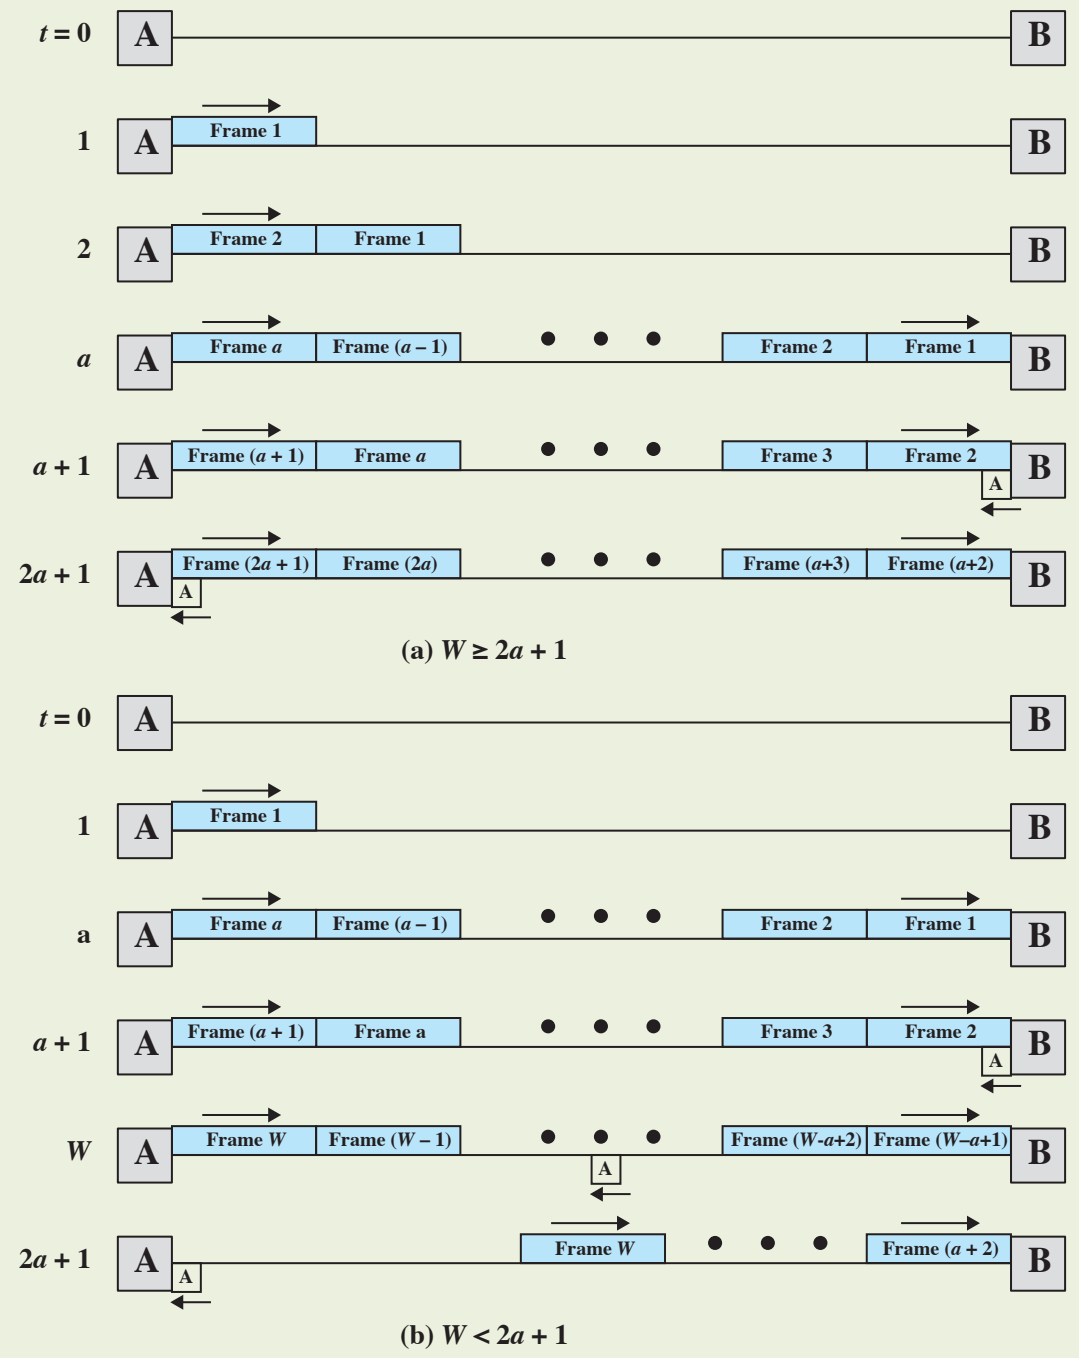 t = 0 A B
Frame 1
1 A B
2 A Frame 2 Frame 1 B
a A Frame a Frame (a – 1) • • • Frame 2 Frame 1 B
a + 1 A Frame (a + 1) Frame a • • • Frame 3 Frame 2 B
A
2a + 1 A Frame (2a + 1) Frame (2a) • • • Frame (a+3) Frame (a+2) B
A
(a) W ≥ 2a + 1
t = 0 A B
Frame 1
1 A B
a A Frame a Frame (a – 1) • • • Frame 2 Frame 1 B
a + 1 A Frame (a + 1) Frame a • • • Frame 3 Frame 2 B
A
W A Frame W Frame (W – 1) • • • Frame (W-a+2) Frame (W–a+1) B
A
2a + 1 A Frame W • • • Frame (a + 2) B
A
(b) W < 2a + 1